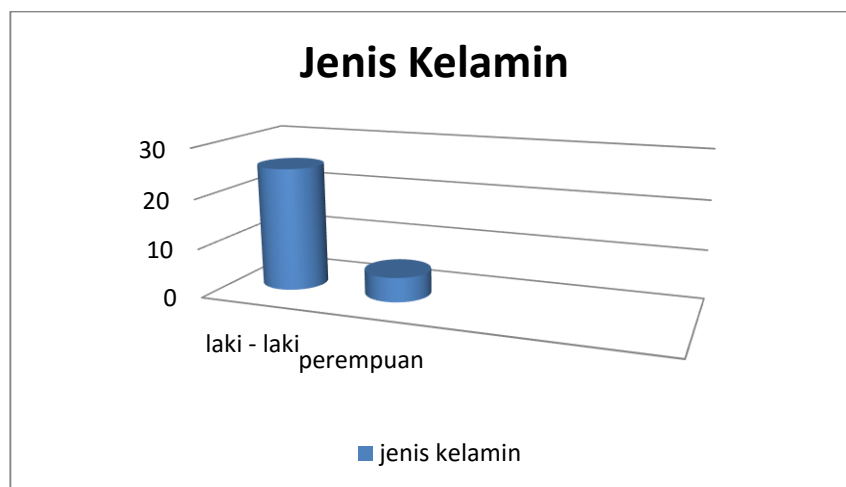 Jenis Kelamin
30
20
10
0
laki - laki
perempuan
jenis kelamin